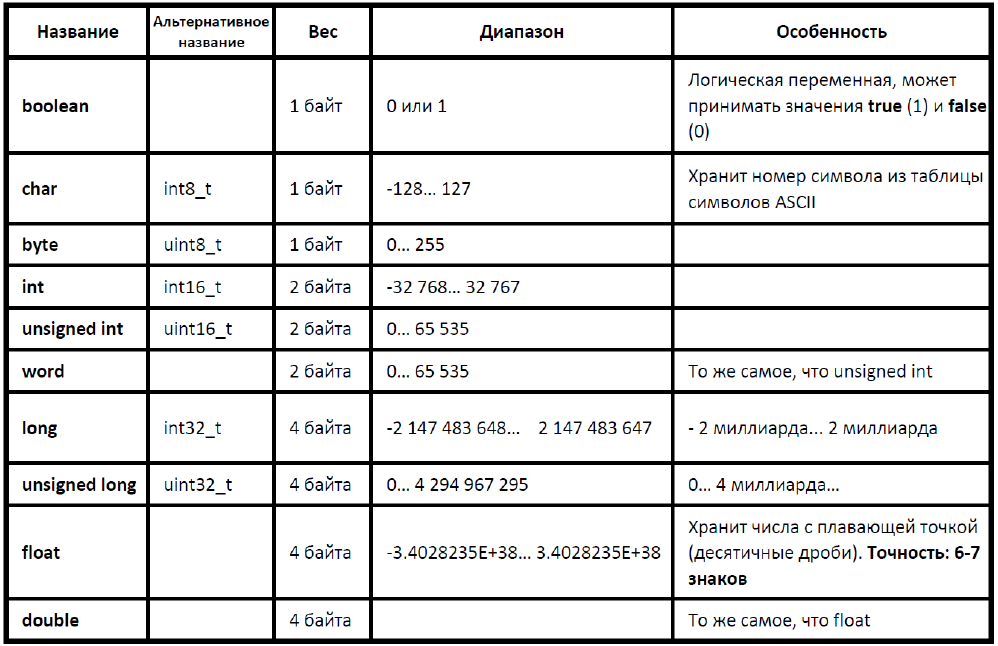 Название Альтернативное название Вес Диапазон Особенность
boolean 1 байт 0 или 1 Логическая переменная, может
принимать значения true (1) и false
(0)
char int8_t 1 байт -128... 127 Хранит номер символа из таблицы
символов ASCII
byte uint8_t 1 байт 0... 255
int int16_t 2 байта -32 768... 32 767
unsigned int uint16_t 2 байта 0... 65 535
word 2 байта 0... 65 535 То же самое, что unsigned int
long int32_t 4 байта -2 147 483 648... 2 147 483 647 - 2 миллиарда... 2 миллиарда
unsigned long uint32_t 4 байта 0... 4 294 967 295 0... 4 миллиарда...
float 4 байта -3.4028235E+38... 3.4028235E+38 Хранит числа с плавающей точкой
(десятичные дроби). Точность: 6-7
знаков
double 4 байта То же самое, что float